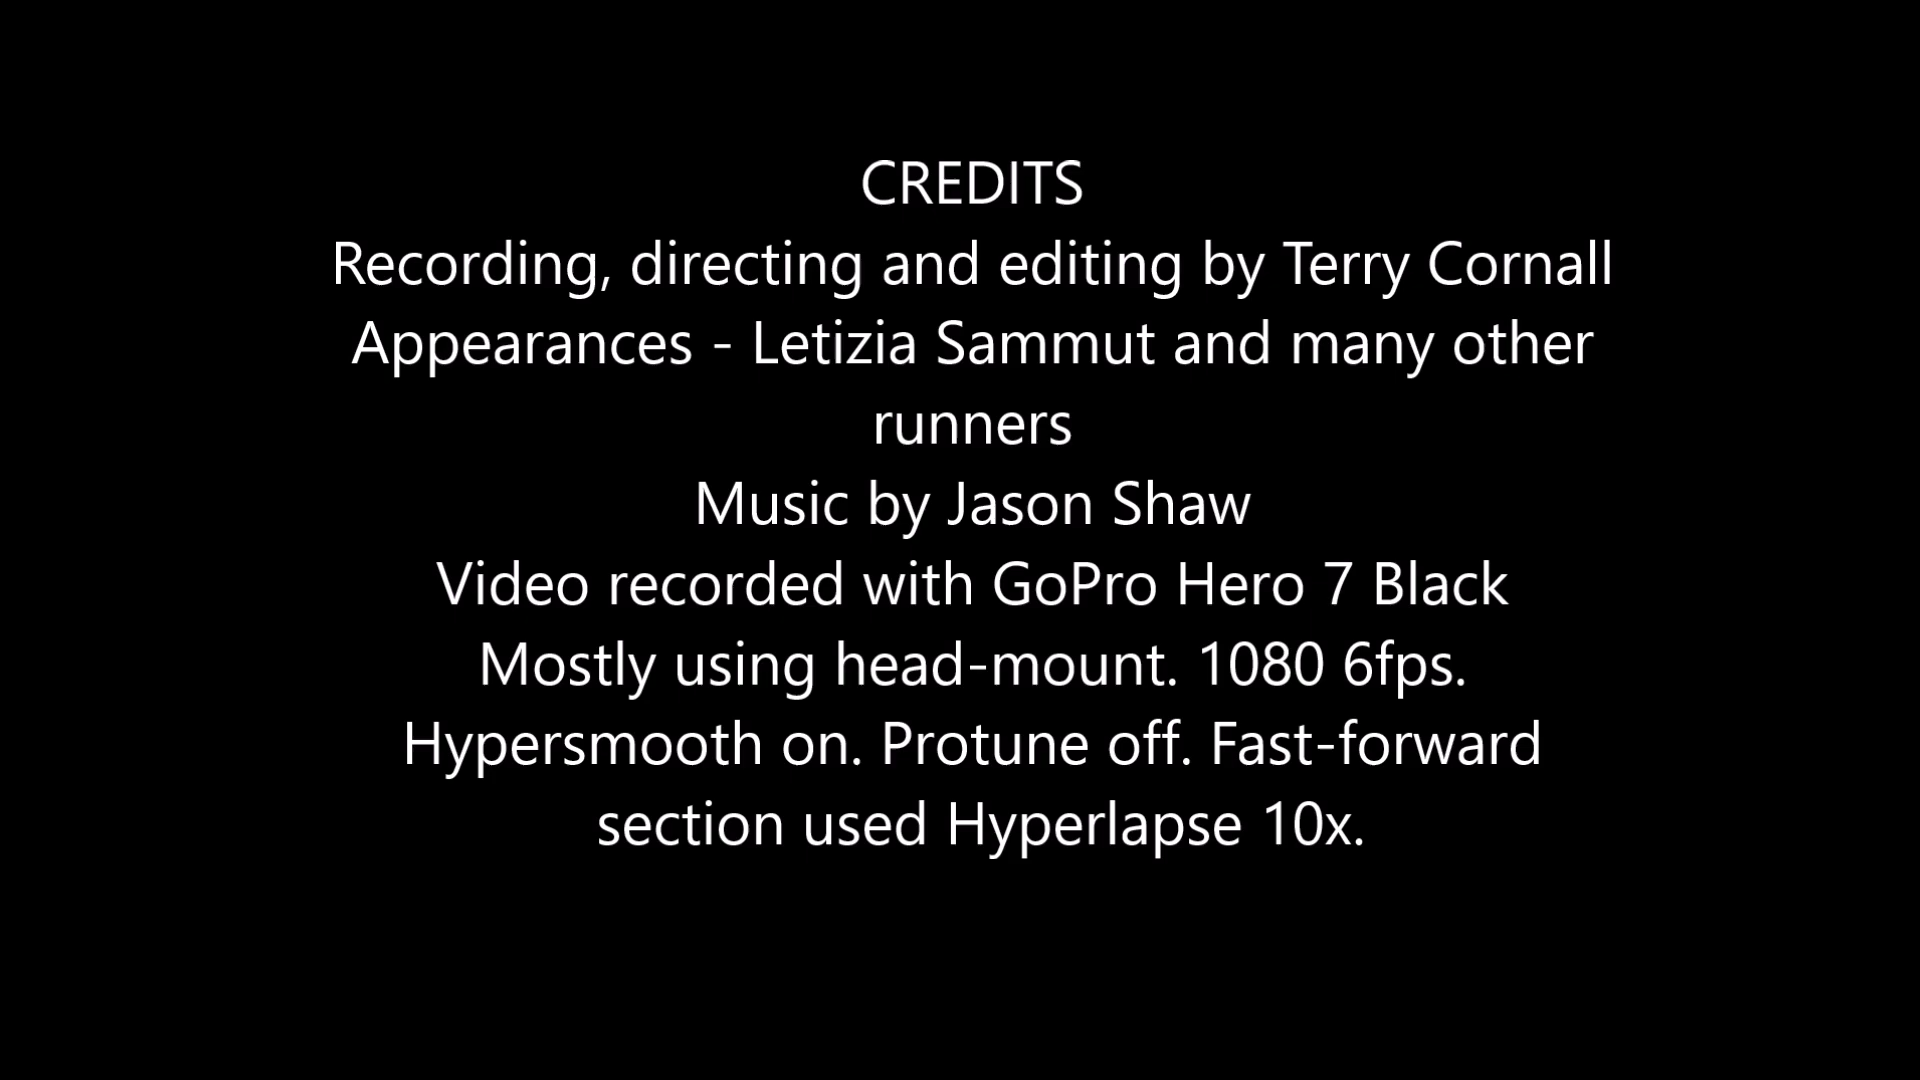 CREDITS
Recording, directing and editing by Terry Cornall
Appearances - Letizia Sammut and many other
runners
Music by Jason Shaw
Video recorded with GoPro Hero 7 Black
Mostly using head-mount. 1080 6fps.
Hypersmooth on. Protune off. Fast-forward
section used Hyperlapse 10x.